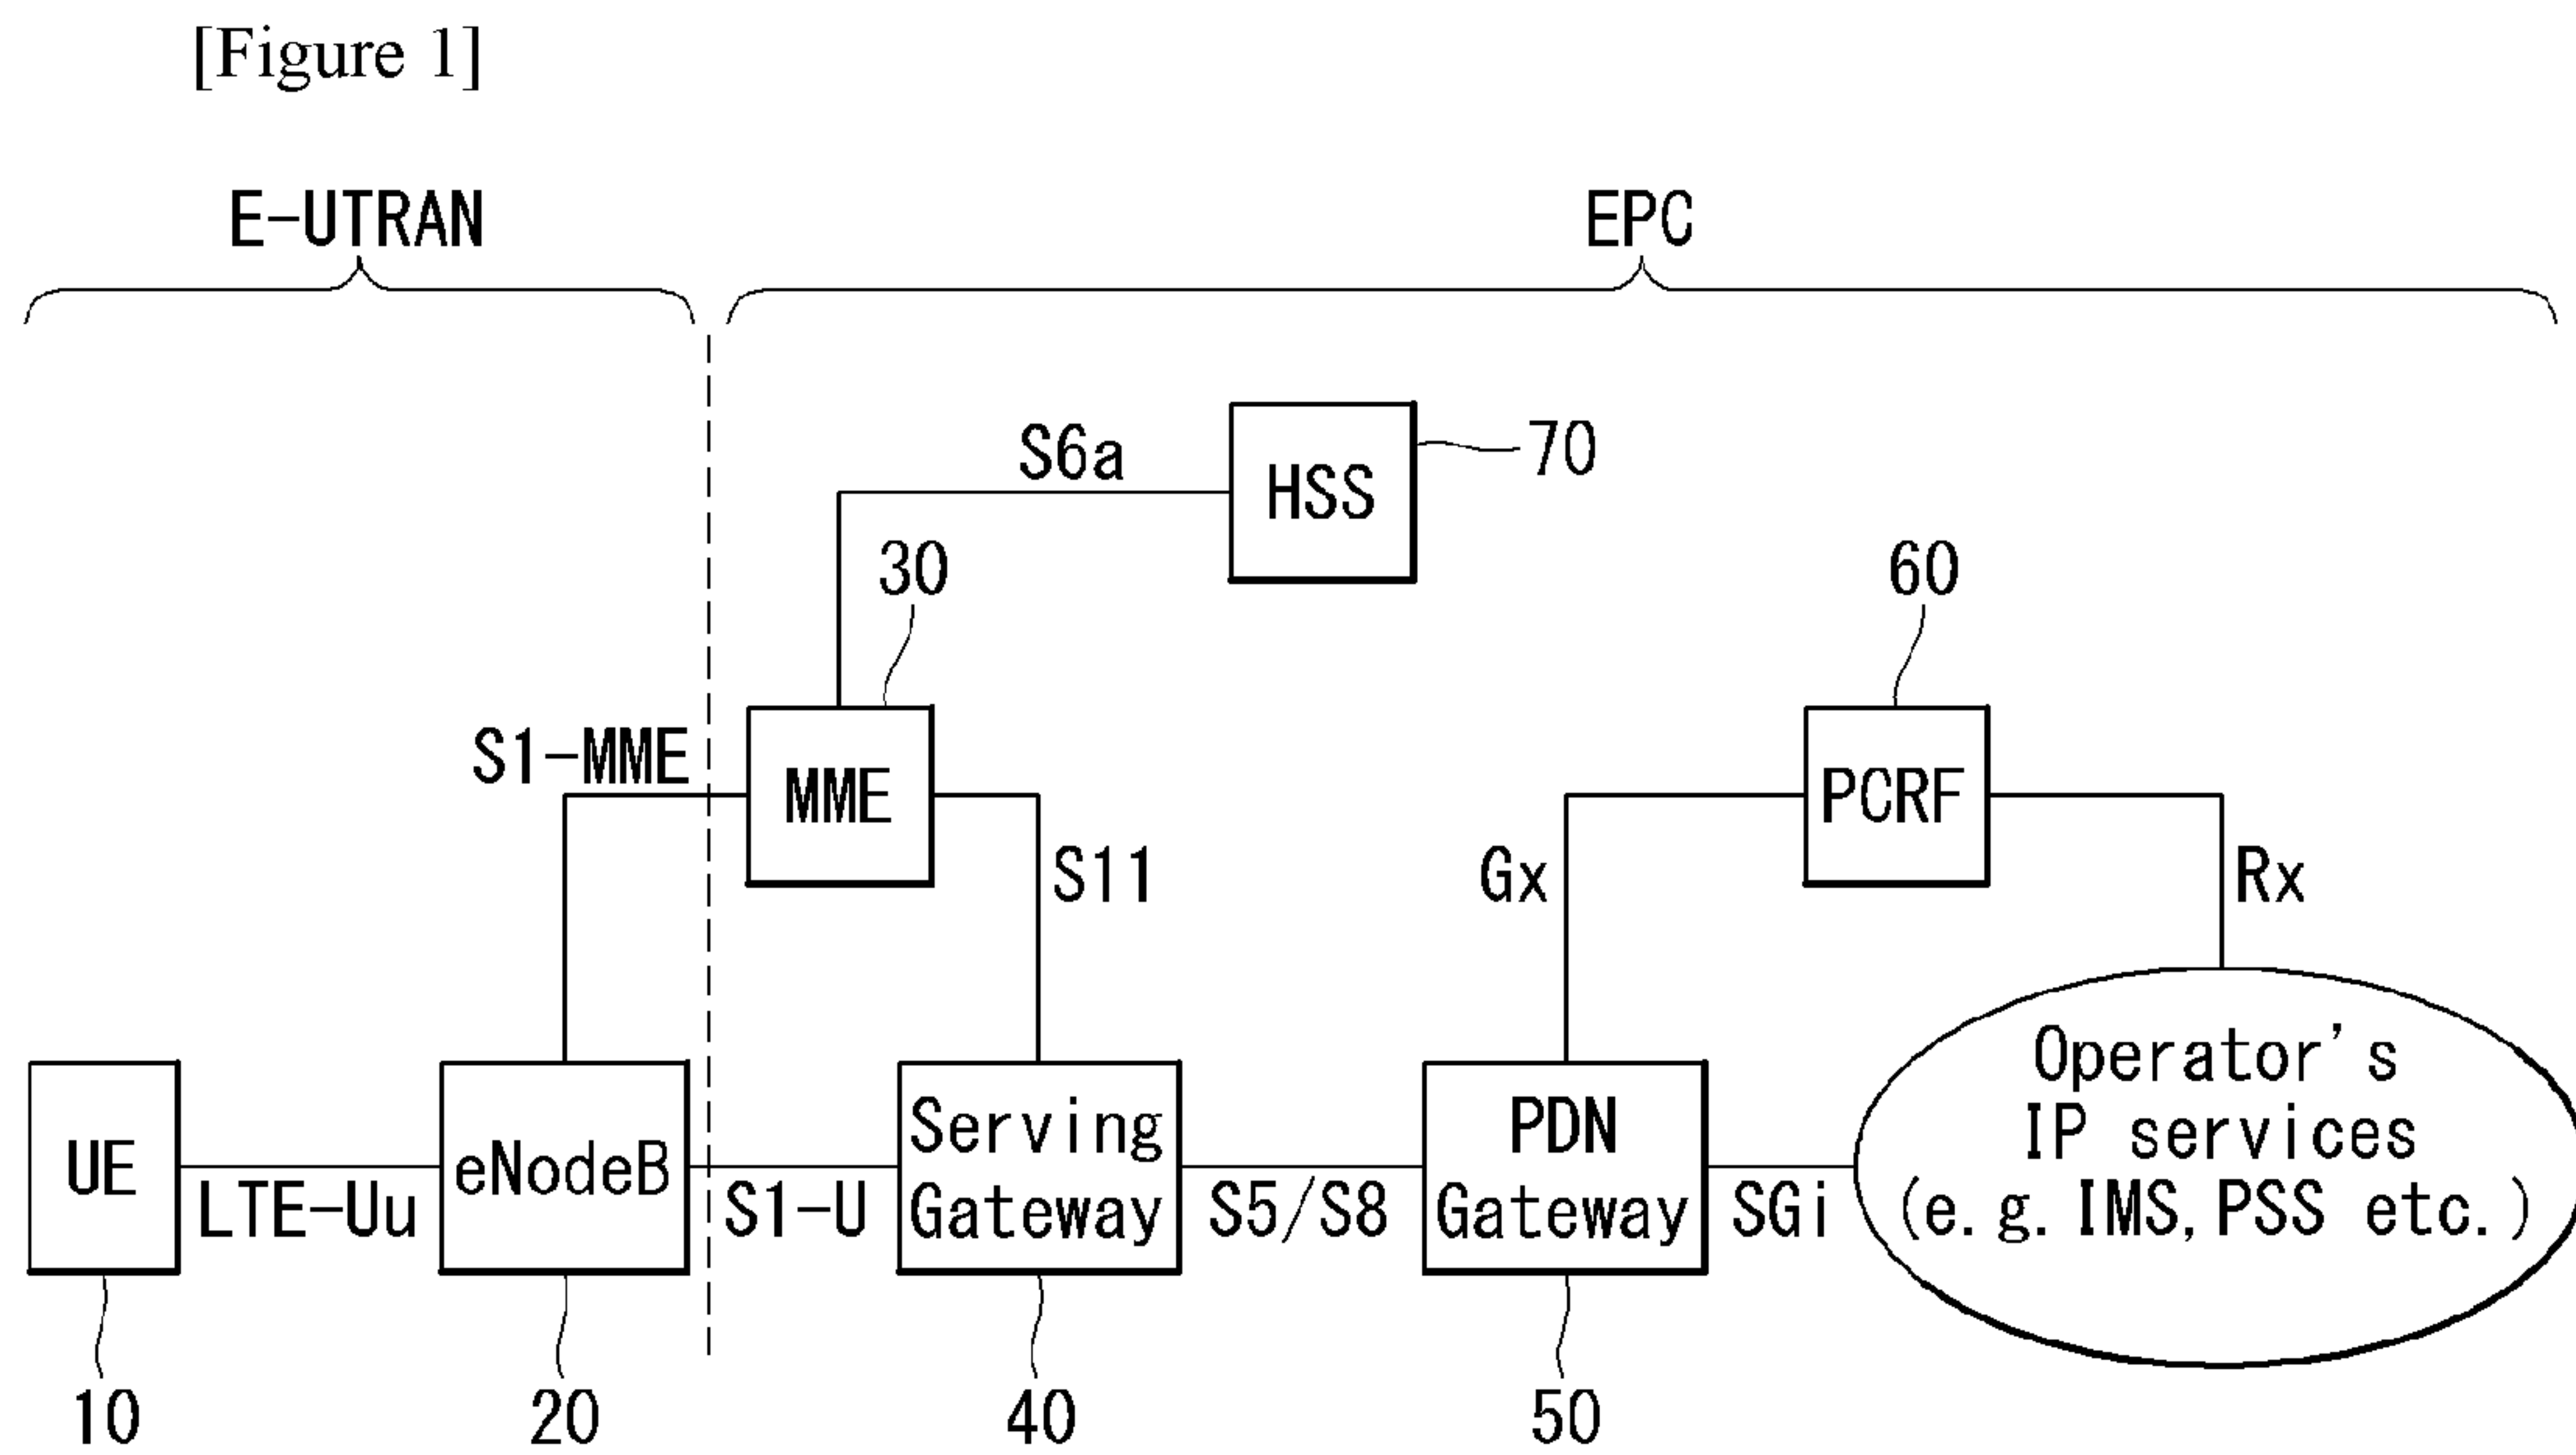 [Figure 1]
E-UTRAN
EPC
S6a
HSS
70
30
60
S1-MME
MME
S11
PCRF
Gx
Rx
UE
LTE-Uu
eNodeB
S1-U
Serving
Gateway
S5/S8
PDN
Gateway
SGi
Operator's
IP services
(e.g. IMS, PSS etc.)
10
20
40
50